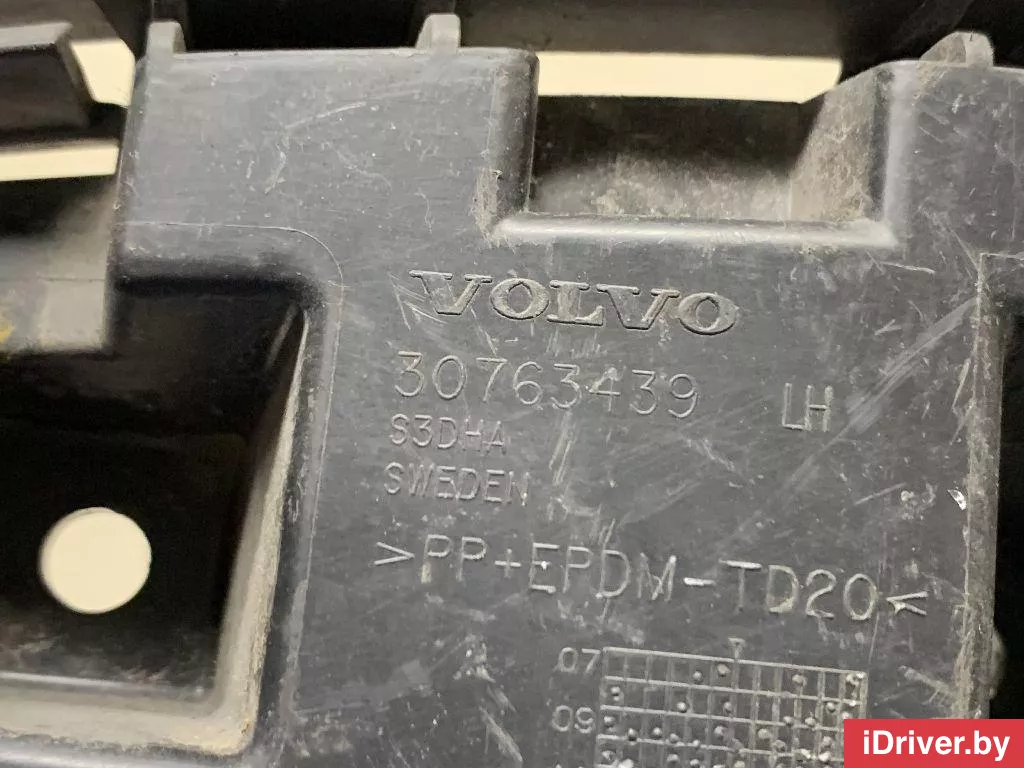 VOLVO
30763439 LH
S3DHA
SWEDEN
>PP+EPDM-TD20<
07
09
iDriver.by